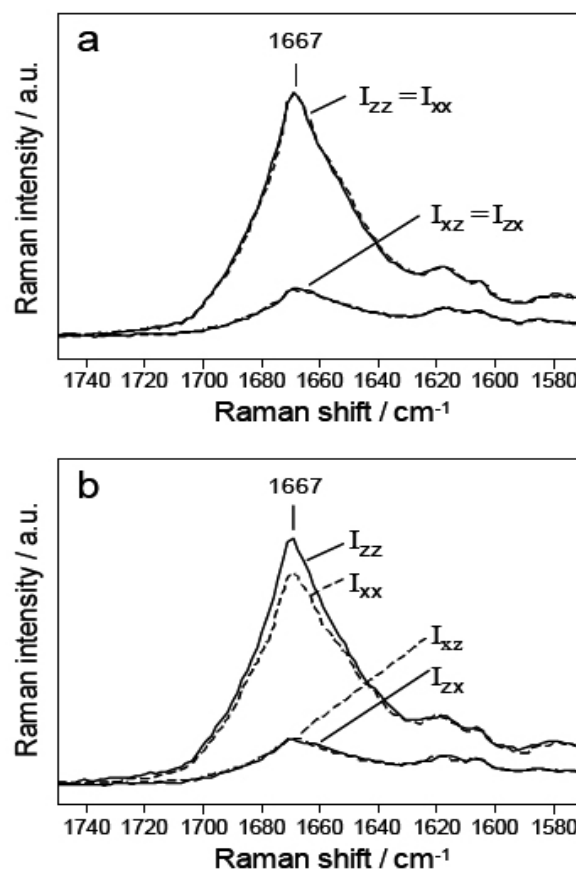 a
1667
I_zz = I_xx
I_xz = I_zx
Raman intensity / a.u.
1740 1720 1700 1680 1660 1640 1620 1600 1580
Raman shift / cm⁻¹
b
1667
I_zz
I_xx
I_xz
I_zx
Raman intensity / a.u.
1740 1720 1700 1680 1660 1640 1620 1600 1580
Raman shift / cm⁻¹